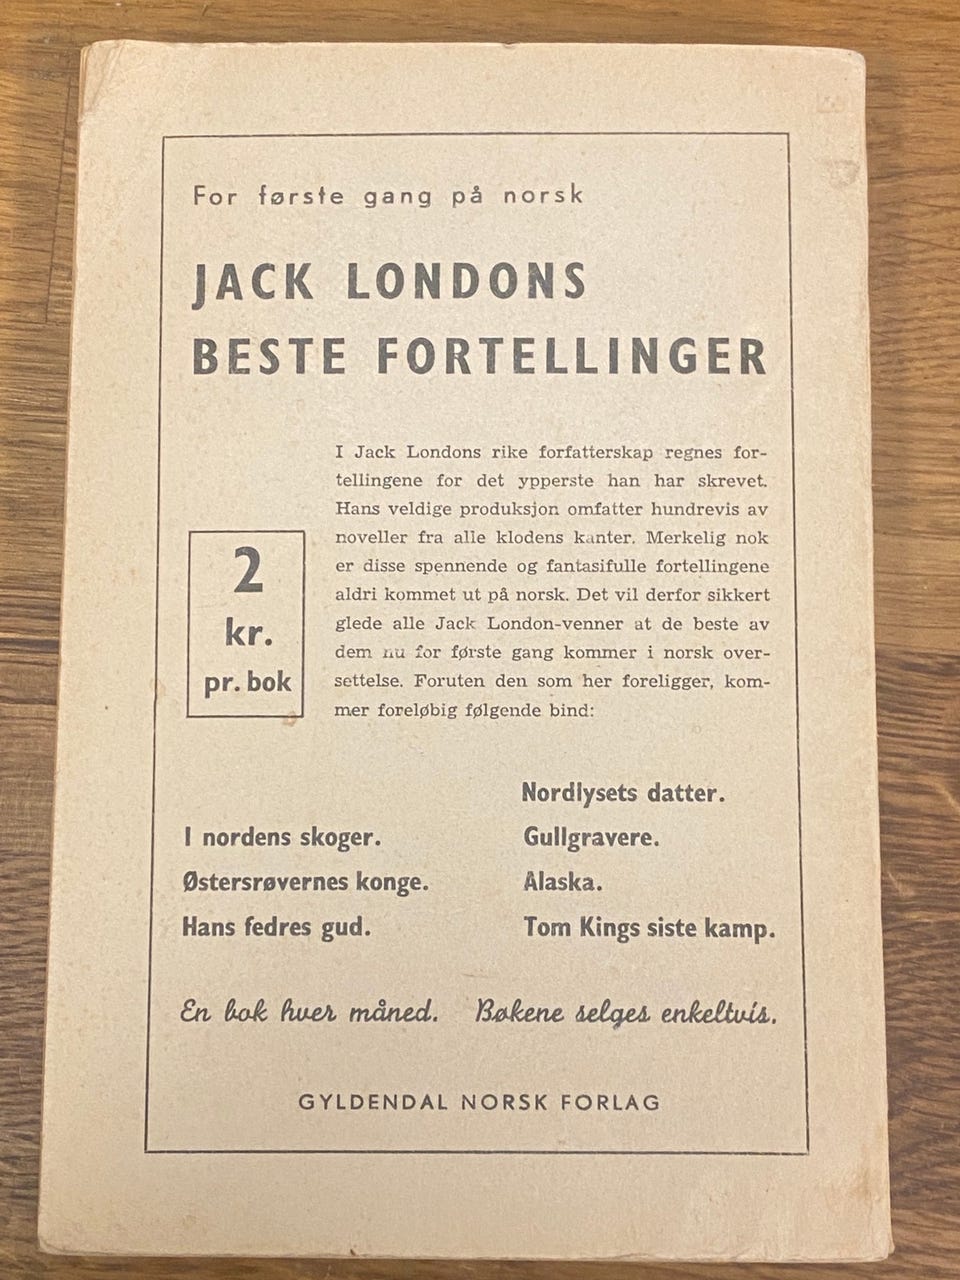 For første gang på norsk
JACK LONDONS
BESTE FORTELLINGER
I Jack Londons rike forfatterskap regnes for-
tellingene for det ypperste han har skrevet.
Hans veldige produksjon omfatter hundrevis av
noveller fra alle klodens kanter. Merkelig nok
er disse spennende og fantasifulle fortellingene
aldri kommet ut på norsk. Det vil derfor sikkert
glede alle Jack London-venner at de beste av
dem nu for første gang kommer i norsk over-
settelse. Foruten den som her foreligger, kom-
mer foreløbig følgende bind:
2
kr.
pr. bok
I nordens skoger.
Østersrøvernes konge.
Hans fedres gud.
Nordlysets datter.
Gullgravere.
Alaska.
Tom Kings siste kamp.
En bok hver måned. Bøkene selges enkeltvis.
GYLDENDAL NORSK FORLAG